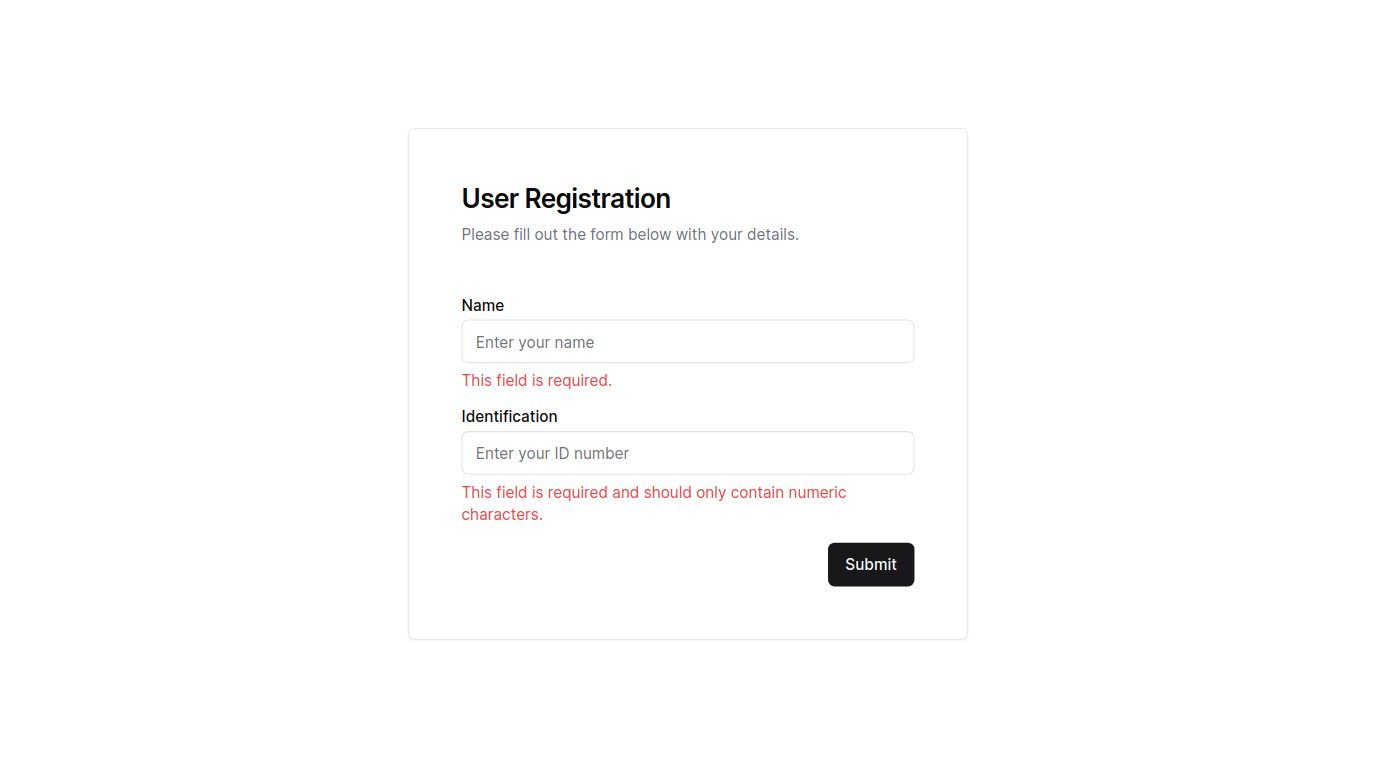 User Registration
Please fill out the form below with your details.
Name
Enter your name
This field is required.
Identification
Enter your ID number
This field is required and should only contain numeric
characters.
Submit